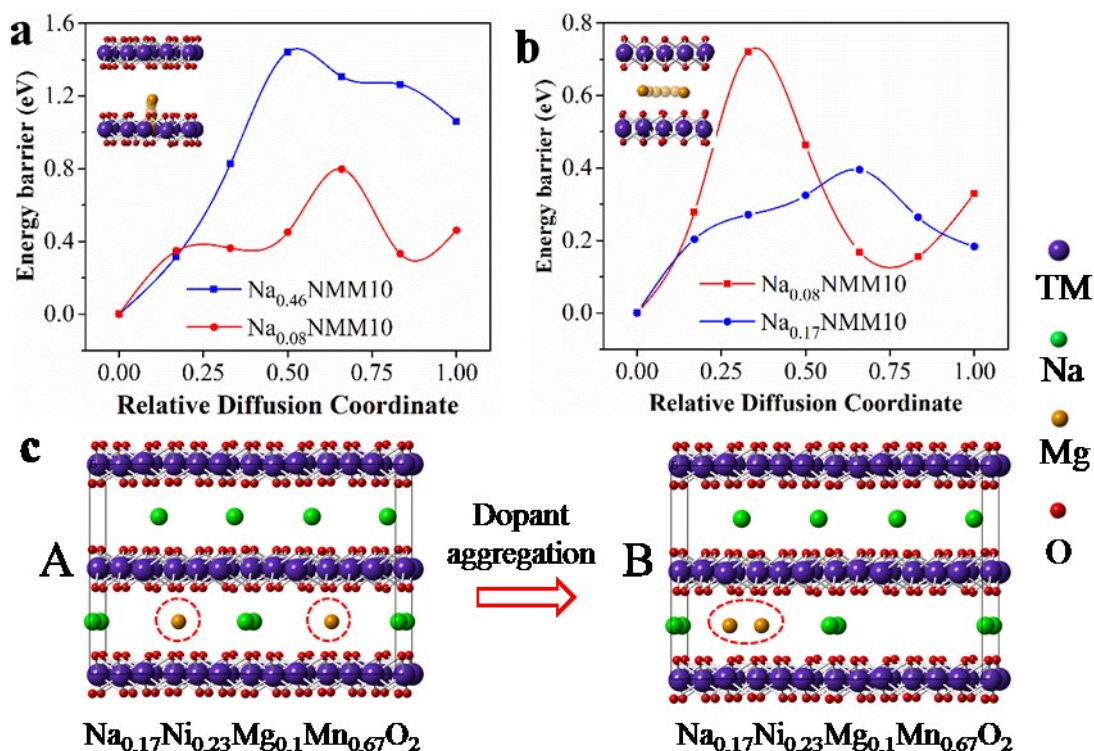 a
1.6
1.2
0.8
0.4
0.0
Energy barrier (eV)
Na0.46NMM10
Na0.08NMM10
0.00 0.25 0.50 0.75 1.00
Relative Diffusion Coordinate
b
0.8
0.6
0.4
0.2
0.0
Energy barrier (eV)
Na0.08NMM10
Na0.17NMM10
0.00 0.25 0.50 0.75 1.00
Relative Diffusion Coordinate
TM
Na
Mg
O
c
A
Dopant
aggregation
B
Na0.17Ni0.23Mg0.1Mn0.67O2
Na0.17Ni0.23Mg0.1Mn0.67O2